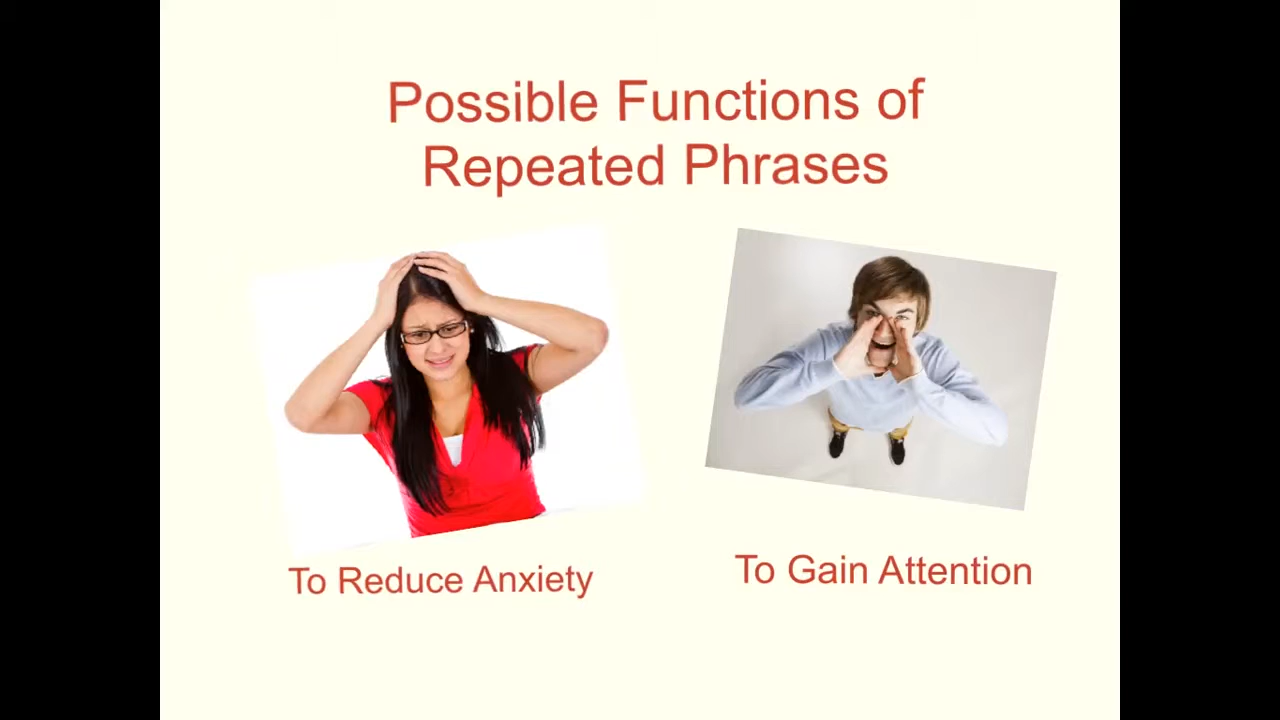 Possible Functions of
Repeated Phrases
To Reduce Anxiety
To Gain Attention